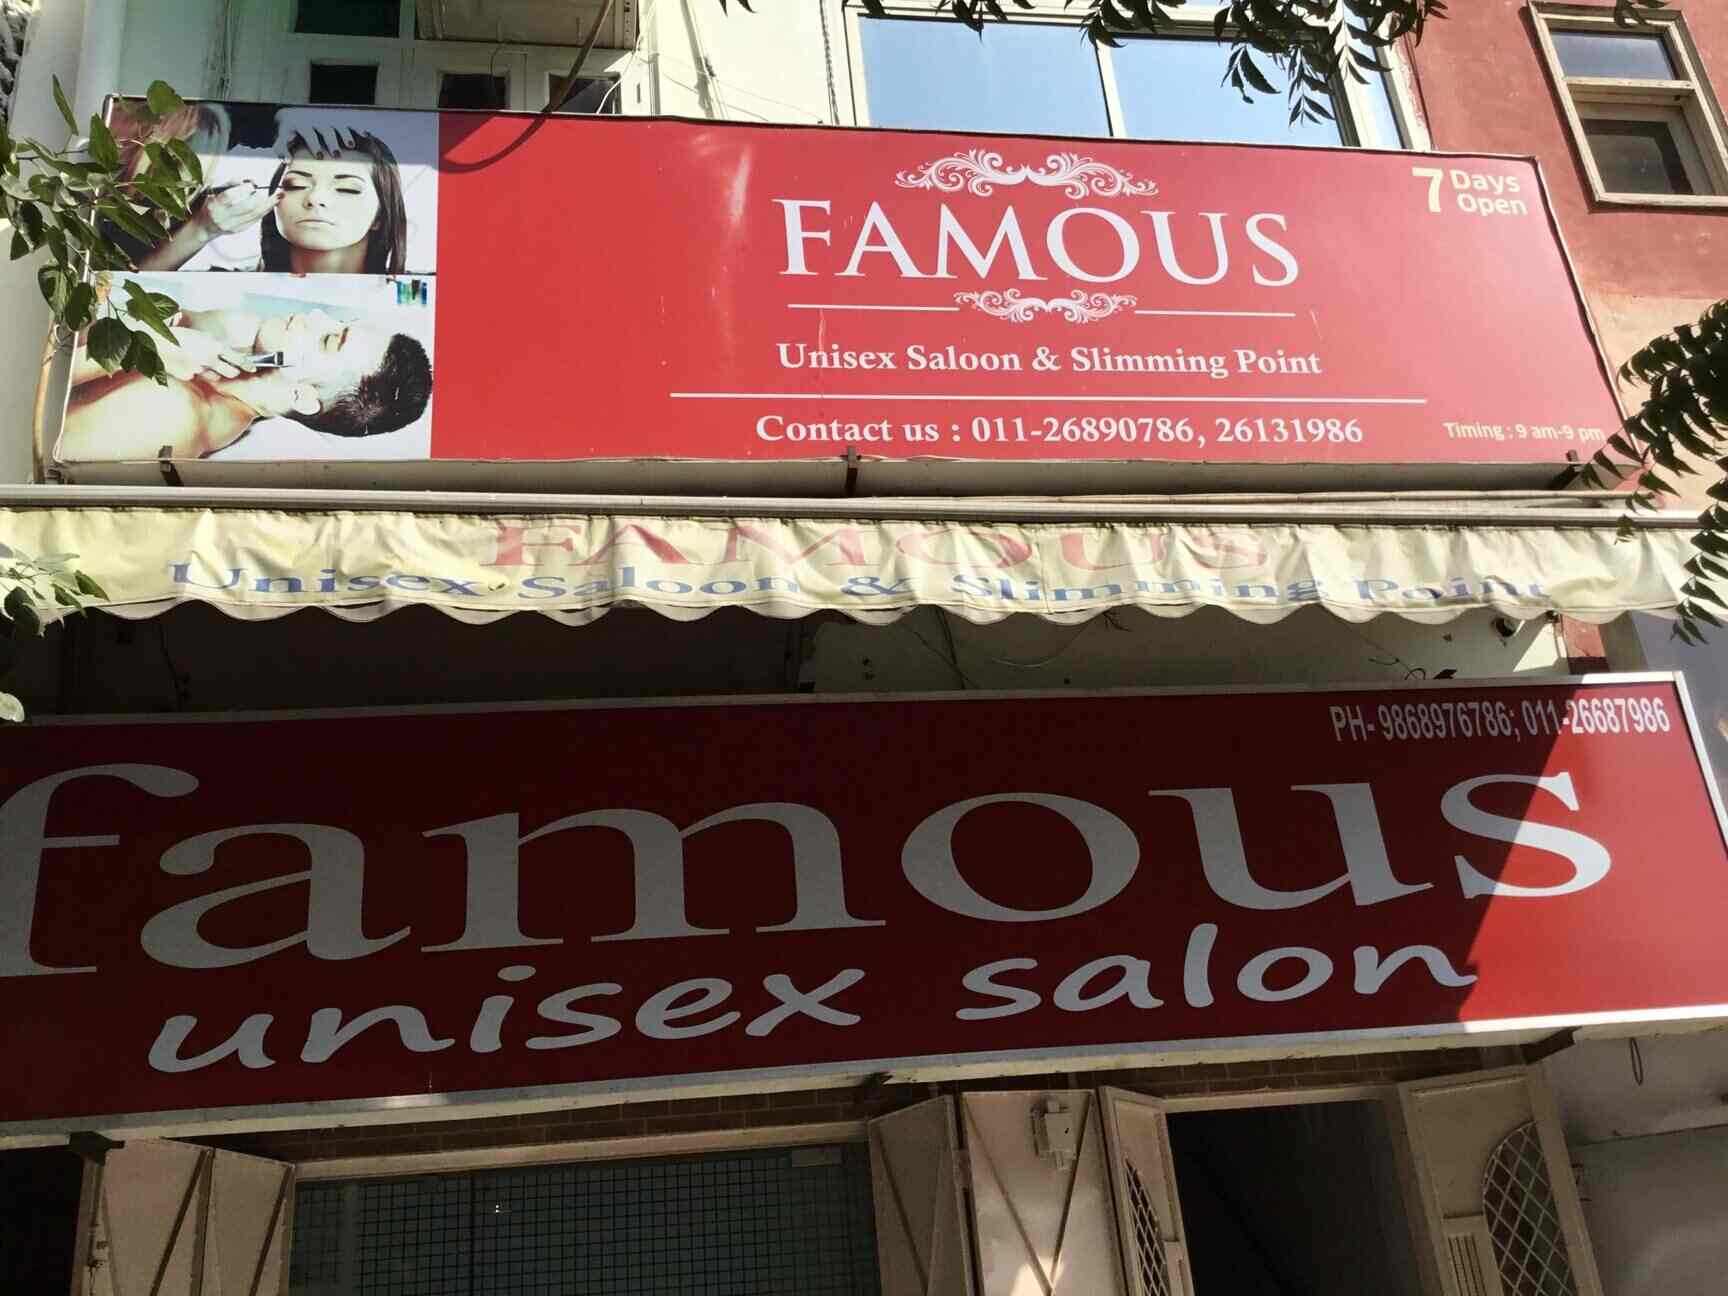 FAMOUS
7 Days
Open
Unisex Saloon & Slimming Point
Contact us : 011-26890786, 26131986
Timing : 9 am-9 pm
FAMOUS
Unisex Saloon & Slimming Point
PH- 9868976786; 011-26687986
famous
unisex salon